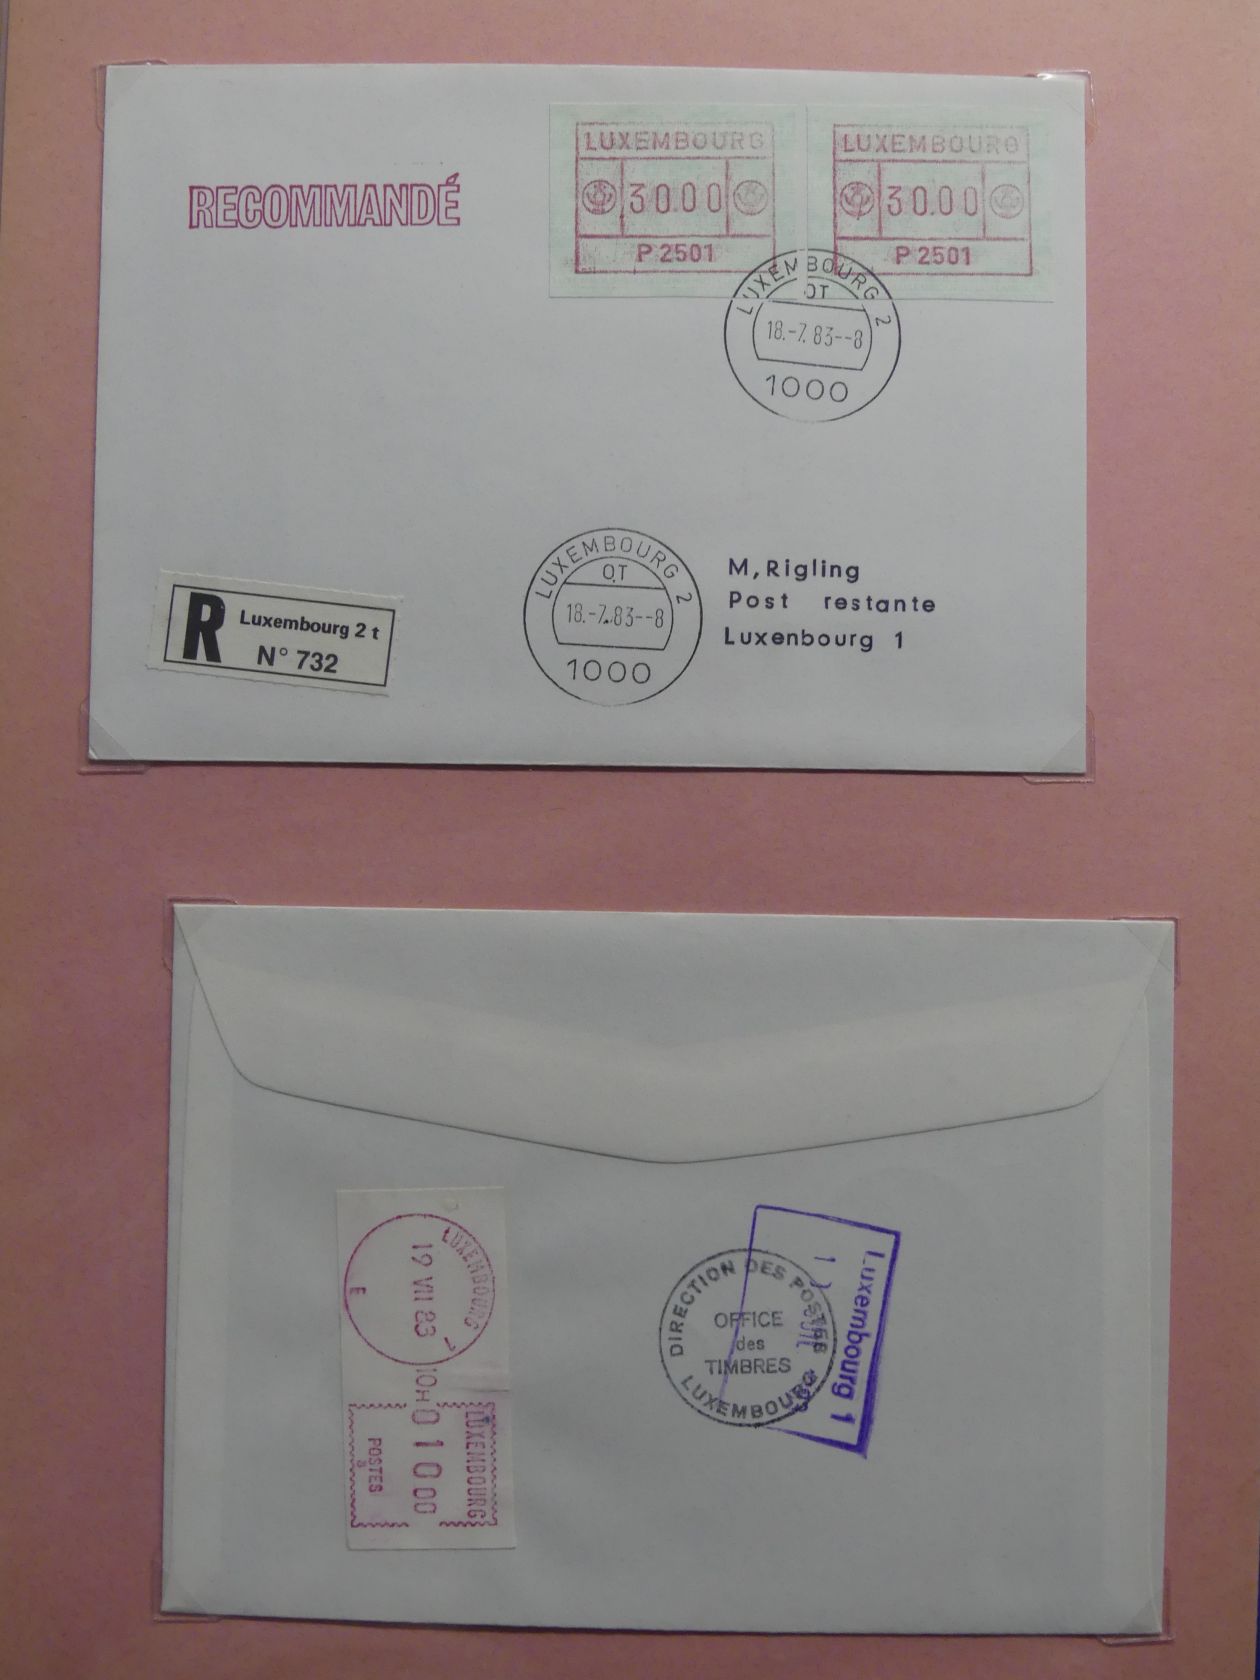 RECOMMANDÉ
LUXEMBOURG
30.00
P 2501
LUXEMBOURG
30.00
P 2501
LUXEMBOURG 2
OT
18.-7.83--8
1000
LUXEMBOURG 2
OT
18.-7.83--8
1000
M, Rigling
Post restante
Luxenbourg 1
R Luxembourg 2 t
N° 732
LUXEMBOURG 1
19 VII 83
10H
E
LUXEMBOURG
01000
POSTES
DIRECTION DES POSTES
OFFICE
des
TIMBRES
LUXEMBOURG
Luxembourg 1